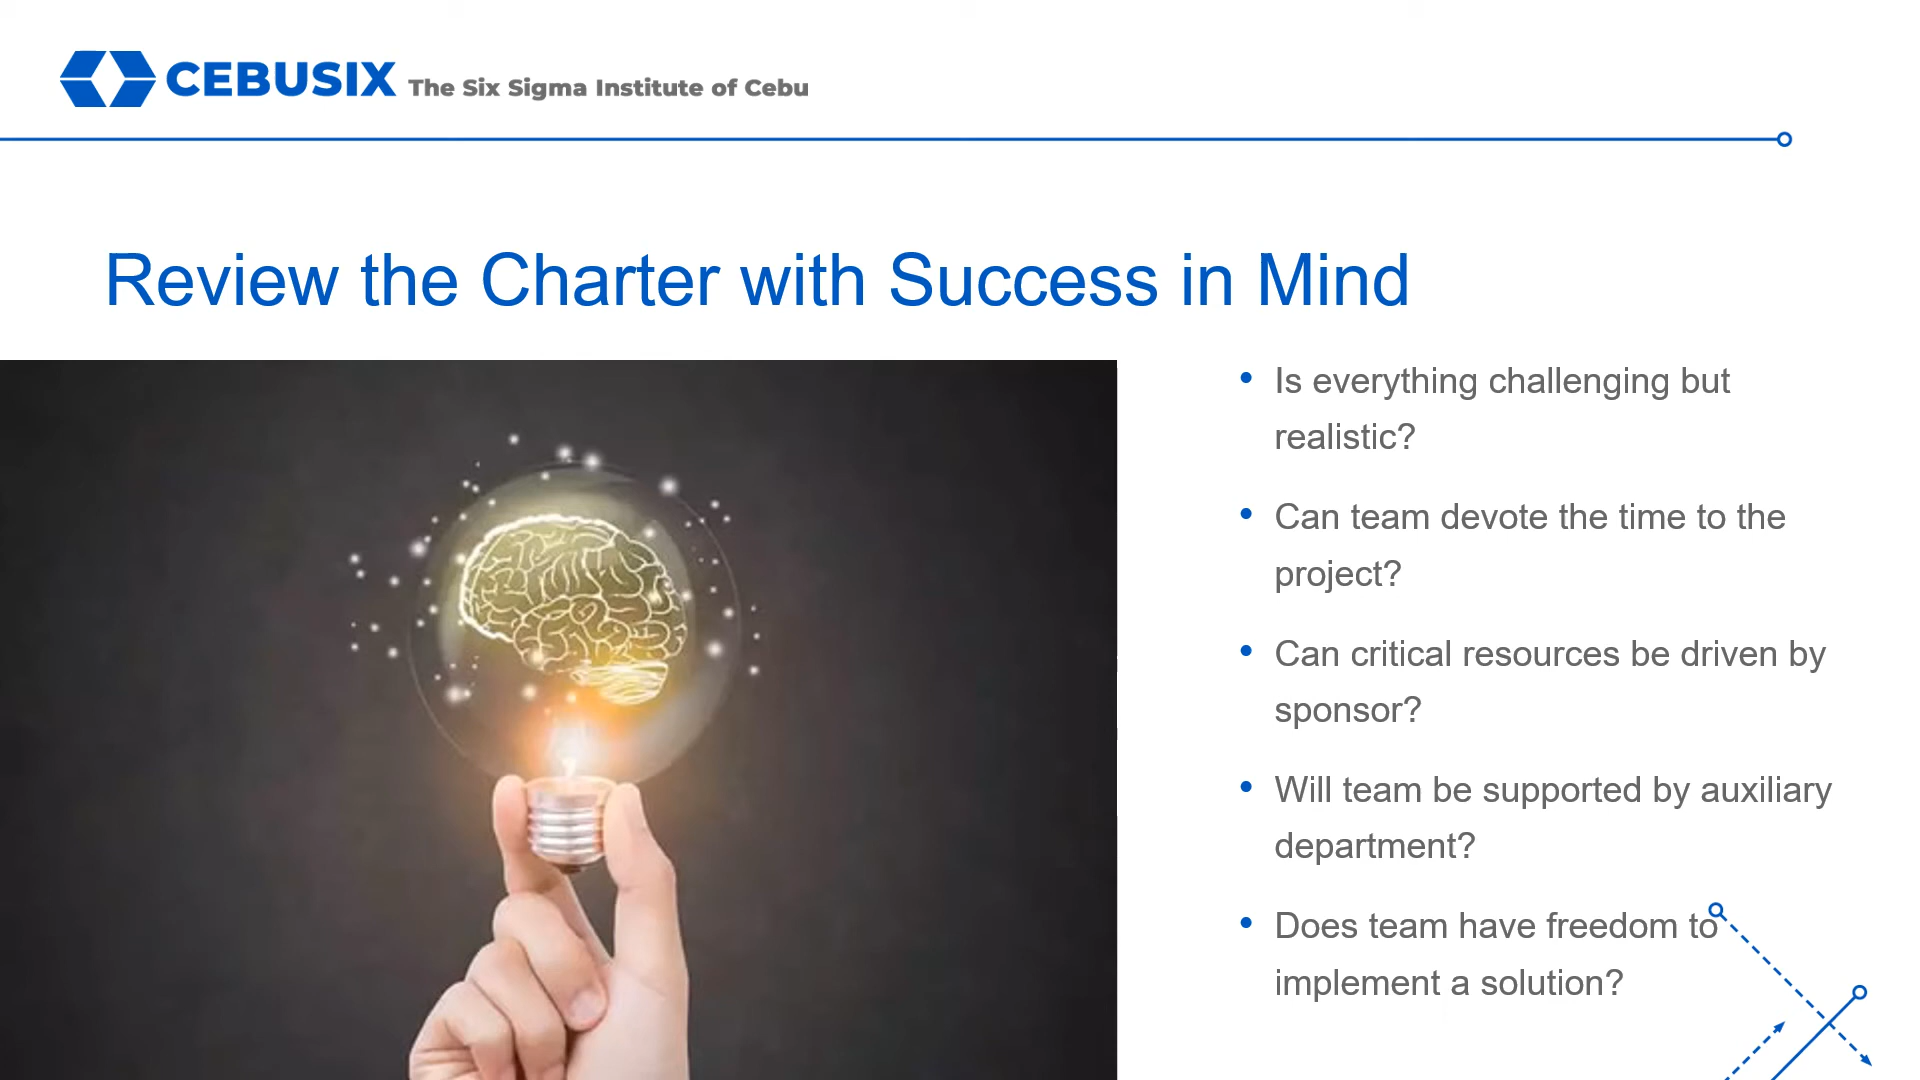 CEBUSIX The Six Sigma Institute of Cebu
Review the Charter with Success in Mind
• Is everything challenging but
realistic?
• Can team devote the time to the
project?
• Can critical resources be driven by
sponsor?
• Will team be supported by auxiliary
department?
• Does team have freedom to
implement a solution?